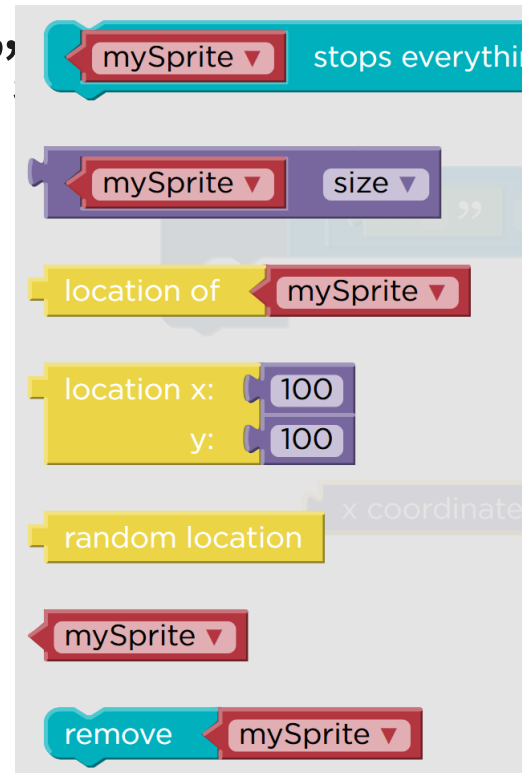 mySprite ▼ stops everythi
mySprite ▼ size ▼
location of mySprite ▼
location x: 100
y: 100
x coordinate
random location
mySprite ▼
remove mySprite ▼